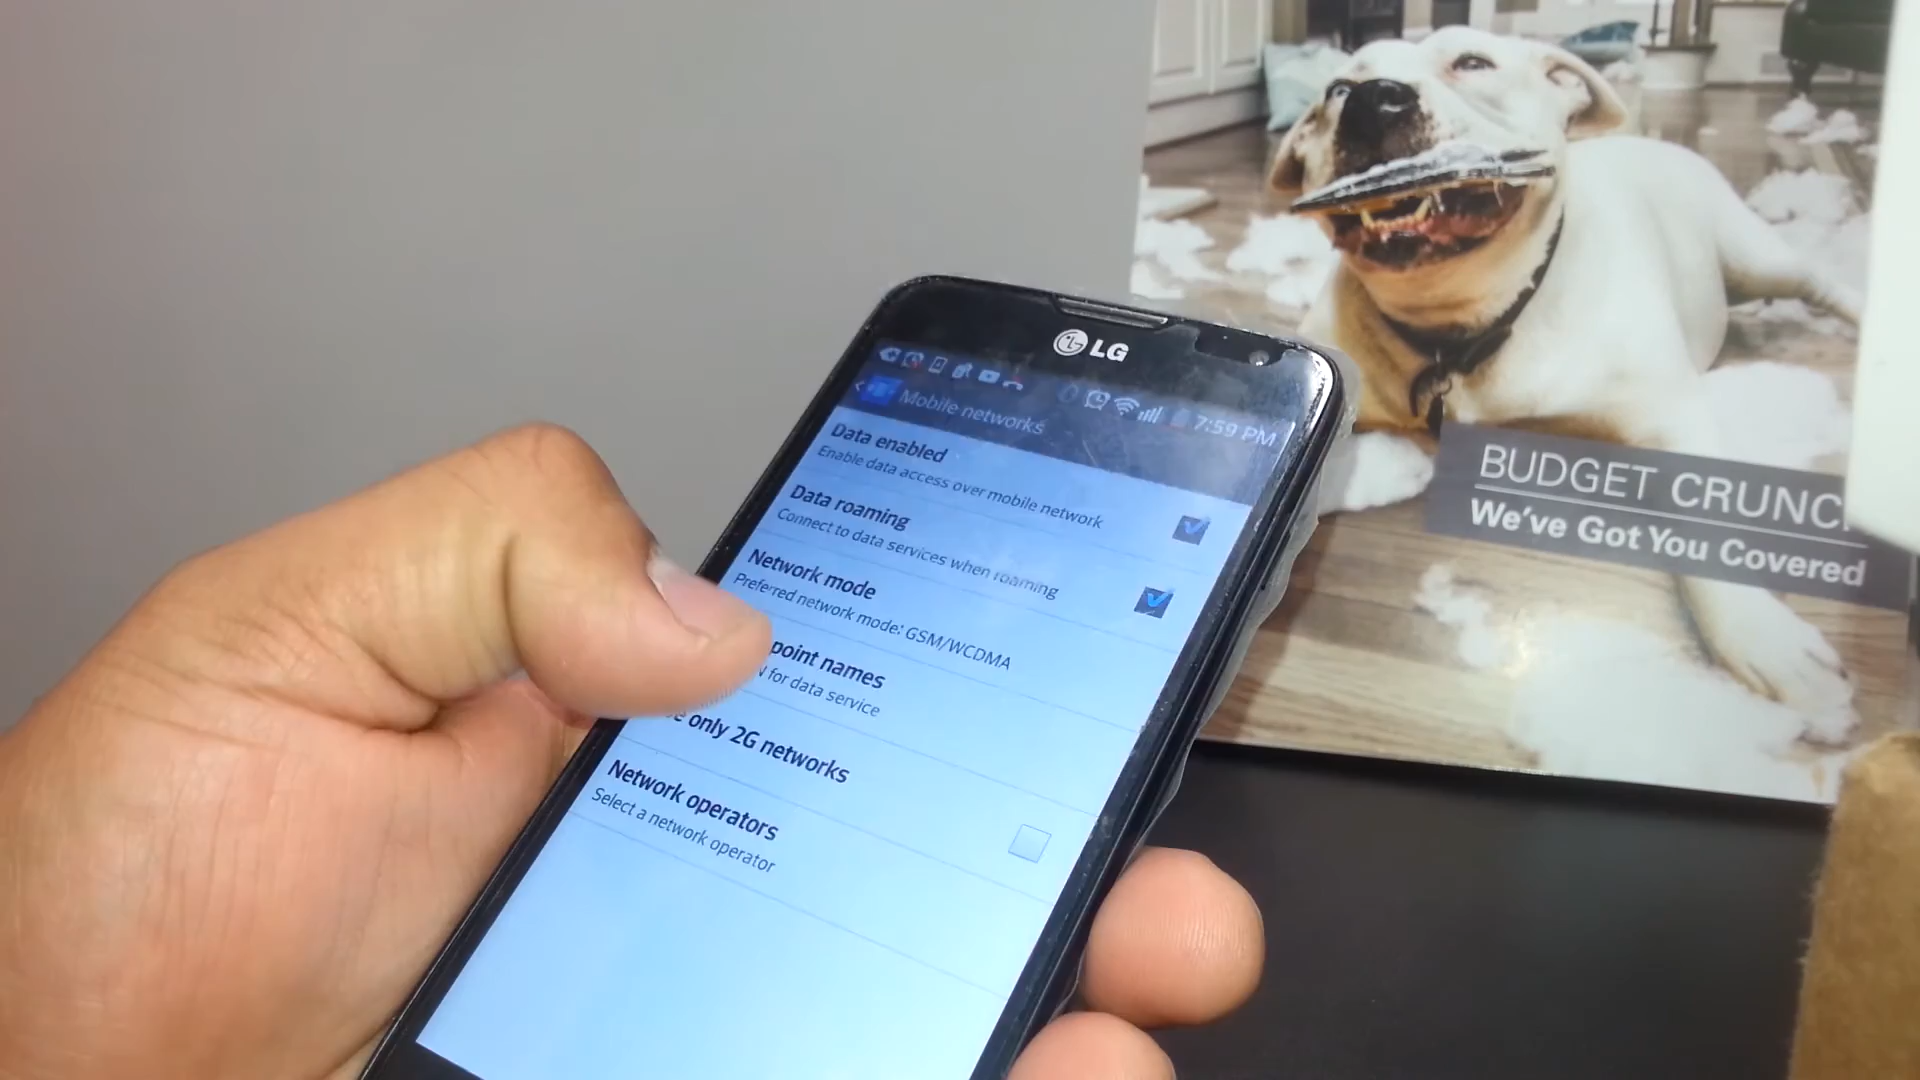 LG
7:59 PM
Mobile networks
Data enabled
Enable data access over mobile network
Data roaming
Connect to data services when roaming
Network mode
Preferred network mode: GSM/WCDMA
point names
for data service
only 2G networks
Network operators
Select a network operator
BUDGET CRUNC
We've Got You Covered